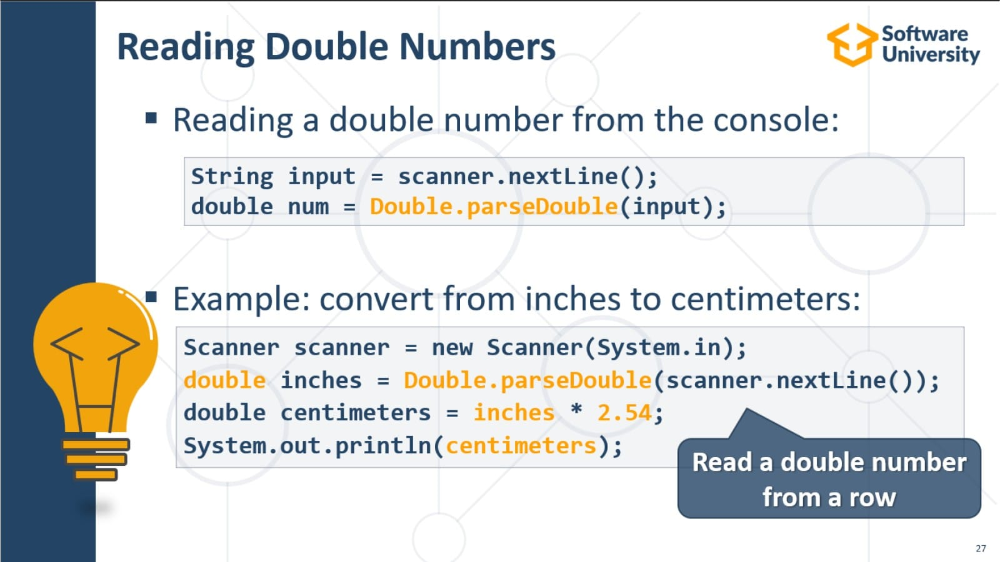 Reading Double Numbers
Software
University
▪ Reading a double number from the console:
String input = scanner.nextLine();
double num = Double.parseDouble(input);
▪ Example: convert from inches to centimeters:
Scanner scanner = new Scanner(System.in);
double inches = Double.parseDouble(scanner.nextLine());
double centimeters = inches * 2.54;
System.out.println(centimeters);
Read a double number
from a row
27